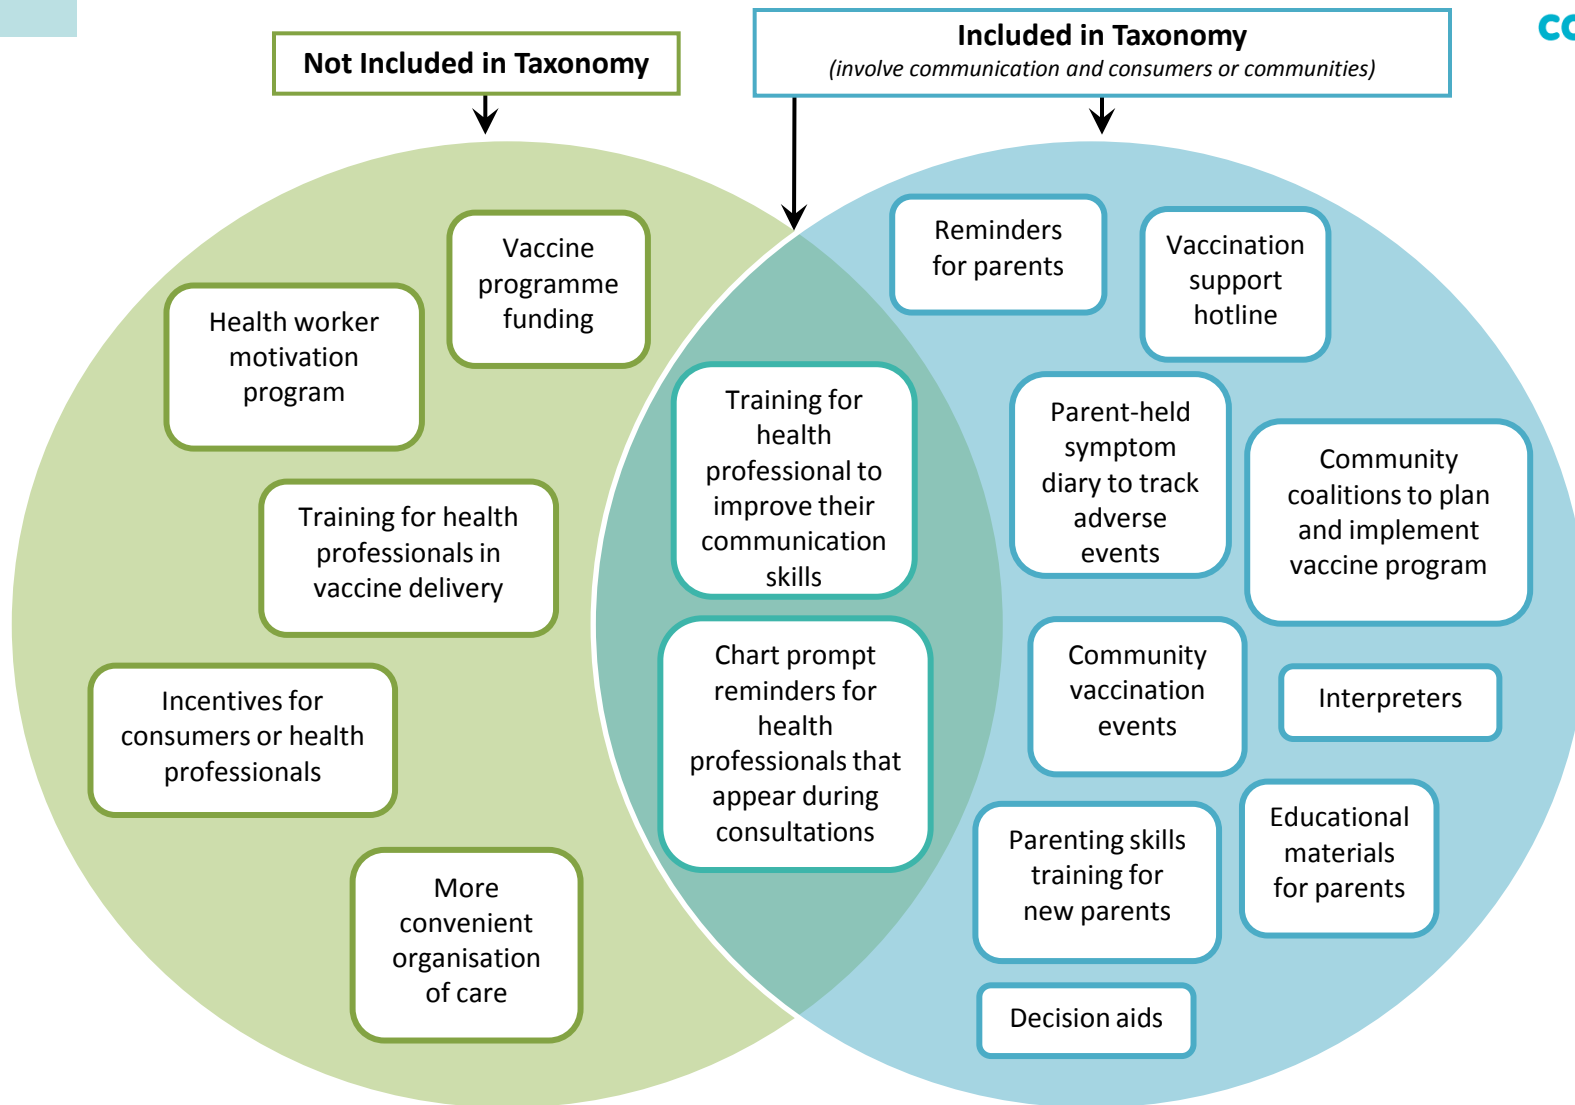 Not Included in Taxonomy
Included in Taxonomy
(involve communication and consumers or communities)
Vaccine
programme
funding
Health worker
motivation
program
Training for health
professionals in
vaccine delivery
Incentives for
consumers or health
professionals
More
convenient
organisation
of care
Training for
health
professional to
improve their
communication
skills
Chart prompt
reminders for
health
professionals that
appear during
consultations
Reminders
for parents
Vaccination
support
hotline
Parent-held
symptom
diary to track
adverse
events
Community
coalitions to plan
and implement
vaccine program
Community
vaccination
events
Interpreters
Parenting skills
training for
new parents
Educational
materials
for parents
Decision aids